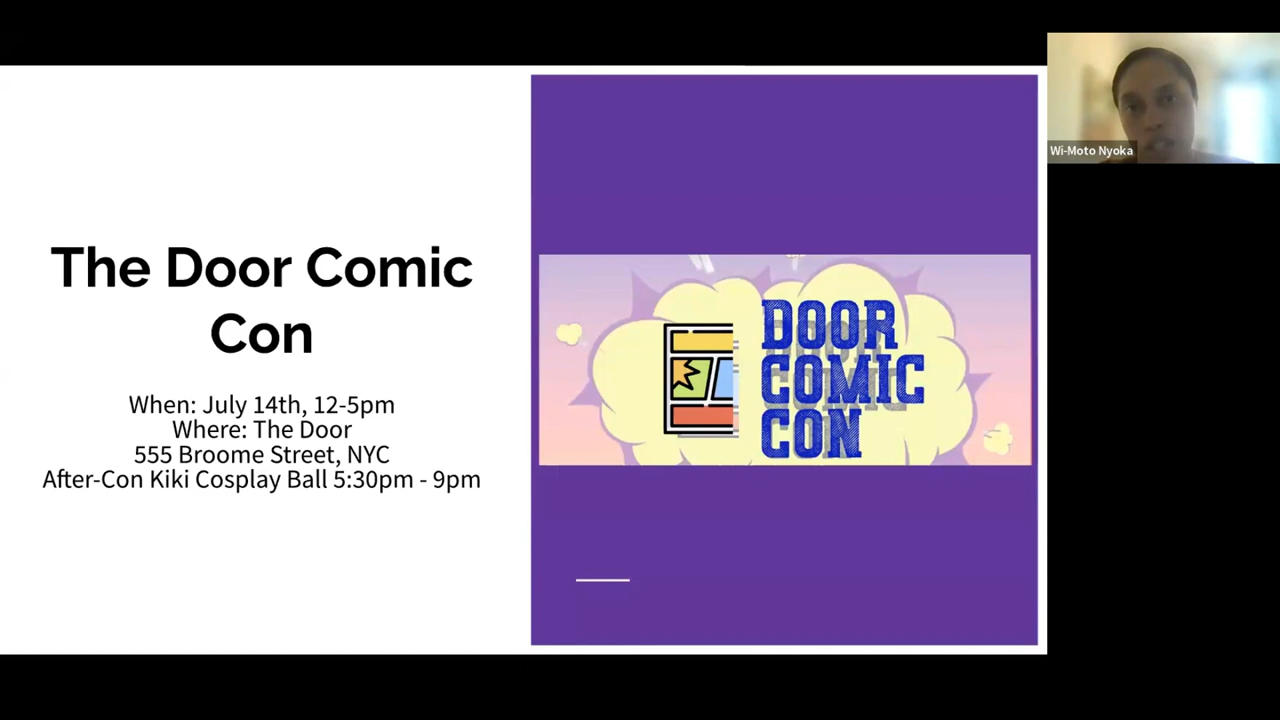 The Door Comic
Con
When: July 14th, 12-5pm
Where: The Door
555 Broome Street, NYC
After-Con Kiki Cosplay Ball 5:30pm - 9pm
DOOR
COMIC
CON
Wi-Moto Nyoka